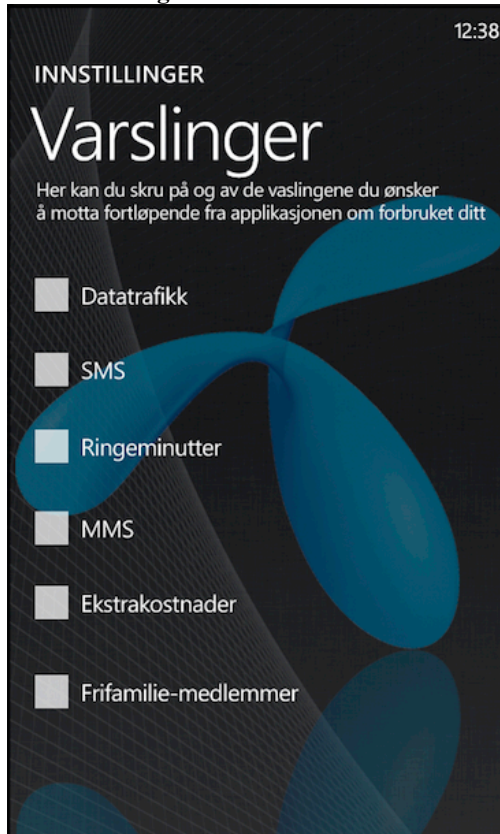 12:38
INNSTILLINGER
Varslinger
Her kan du skru på og av de vaslingene du ønsker
å motta fortløpende fra applikasjonen om forbruket ditt
Datatrafikk
SMS
Ringeminutter
MMS
Ekstrakostnader
Frifamilie-medlemmer